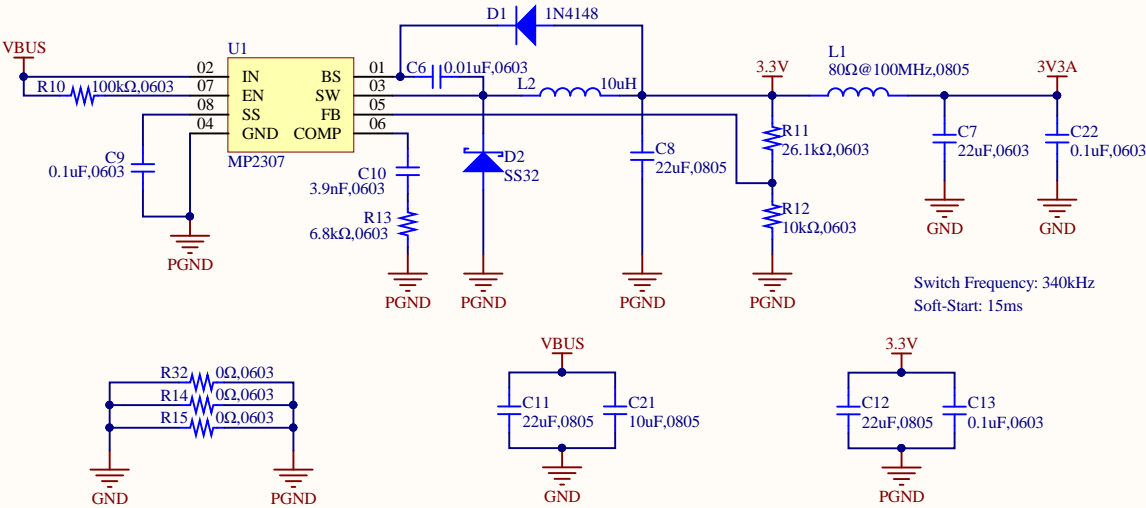 D1 1N4148
VBUS
U1
L1
80Ω@100MHz,0805
R10 100kΩ,0603
02 IN BS 01
07 EN SW 03
08 SS FB 05
04 GND COMP 06
MP2307
C6 0.01uF,0603
L2 10uH
3.3V
3V3A
C9
0.1uF,0603
C10
3.9nF,0603
R13
6.8kΩ,0603
D2
SS32
C8
22uF,0805
R11
26.1kΩ,0603
R12
10kΩ,0603
C7
22uF,0603
C22
0.1uF,0603
GND
GND
PGND
PGND
PGND
PGND
PGND
Switch Frequency: 340kHz
Soft-Start: 15ms
R32 0Ω,0603
R14 0Ω,0603
R15 0Ω,0603
GND
PGND
VBUS
C11
22uF,0805
C21
10uF,0805
GND
3.3V
C12
22uF,0805
C13
0.1uF,0603
PGND